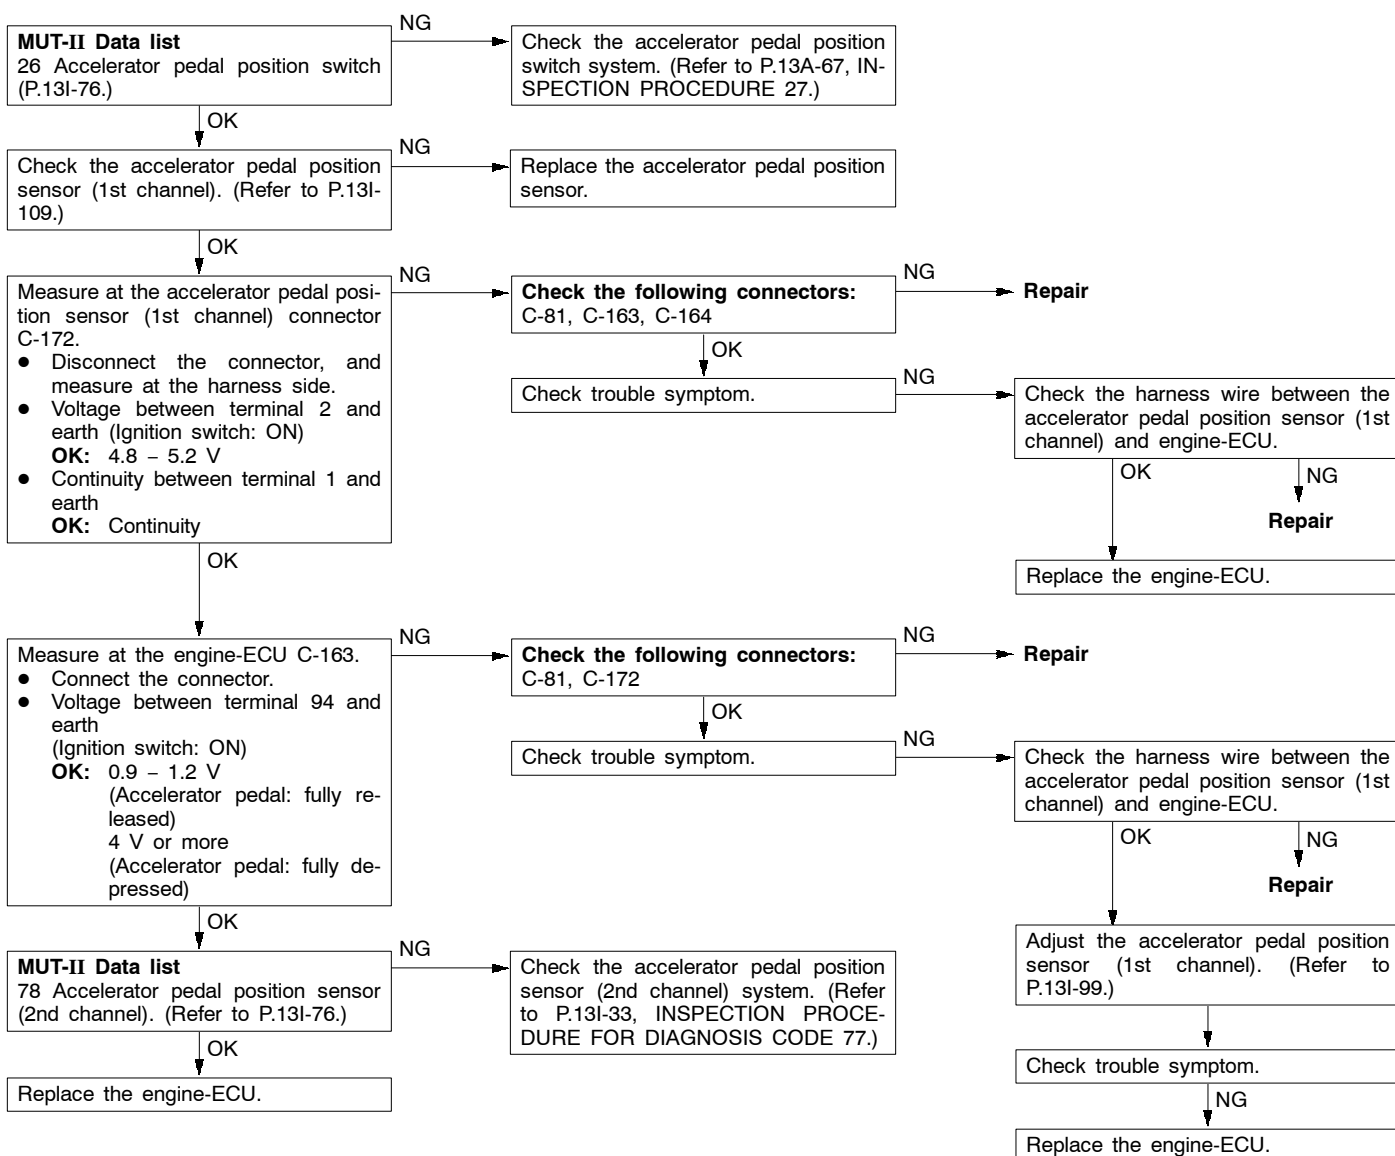 MUT-II Data list
26 Accelerator pedal position switch
(P.13I-76.)
NG
Check the accelerator pedal position
switch system. (Refer to P.13A-67, IN-
SPECTION PROCEDURE 27.)
OK
Check the accelerator pedal position
sensor (1st channel). (Refer to P.13I-
109.)
NG
Replace the accelerator pedal position
sensor.
OK
Measure at the accelerator pedal posi-
tion sensor (1st channel) connector
C-172.
● Disconnect the connector, and
measure at the harness side.
● Voltage between terminal 2 and
earth (Ignition switch: ON)
OK: 4.8 – 5.2 V
● Continuity between terminal 1 and
earth
OK: Continuity
NG
Check the following connectors:
C-81, C-163, C-164
NG
Repair
OK
Check trouble symptom.
NG
Check the harness wire between the
accelerator pedal position sensor (1st
channel) and engine-ECU.
OK
NG
Repair
Replace the engine-ECU.
OK
Measure at the engine-ECU C-163.
● Connect the connector.
● Voltage between terminal 94 and
earth
(Ignition switch: ON)
OK: 0.9 – 1.2 V
(Accelerator pedal: fully re-
leased)
4 V or more
(Accelerator pedal: fully de-
pressed)
NG
Check the following connectors:
C-81, C-172
NG
Repair
OK
Check trouble symptom.
NG
Check the harness wire between the
accelerator pedal position sensor (1st
channel) and engine-ECU.
OK
NG
Repair
Adjust the accelerator pedal position
sensor (1st channel). (Refer to
P.13I-99.)
Check trouble symptom.
NG
Replace the engine-ECU.
OK
MUT-II Data list
78 Accelerator pedal position sensor
(2nd channel). (Refer to P.13I-76.)
NG
Check the accelerator pedal position
sensor (2nd channel) system. (Refer
to P.13I-33, INSPECTION PROCE-
DURE FOR DIAGNOSIS CODE 77.)
OK
Replace the engine-ECU.